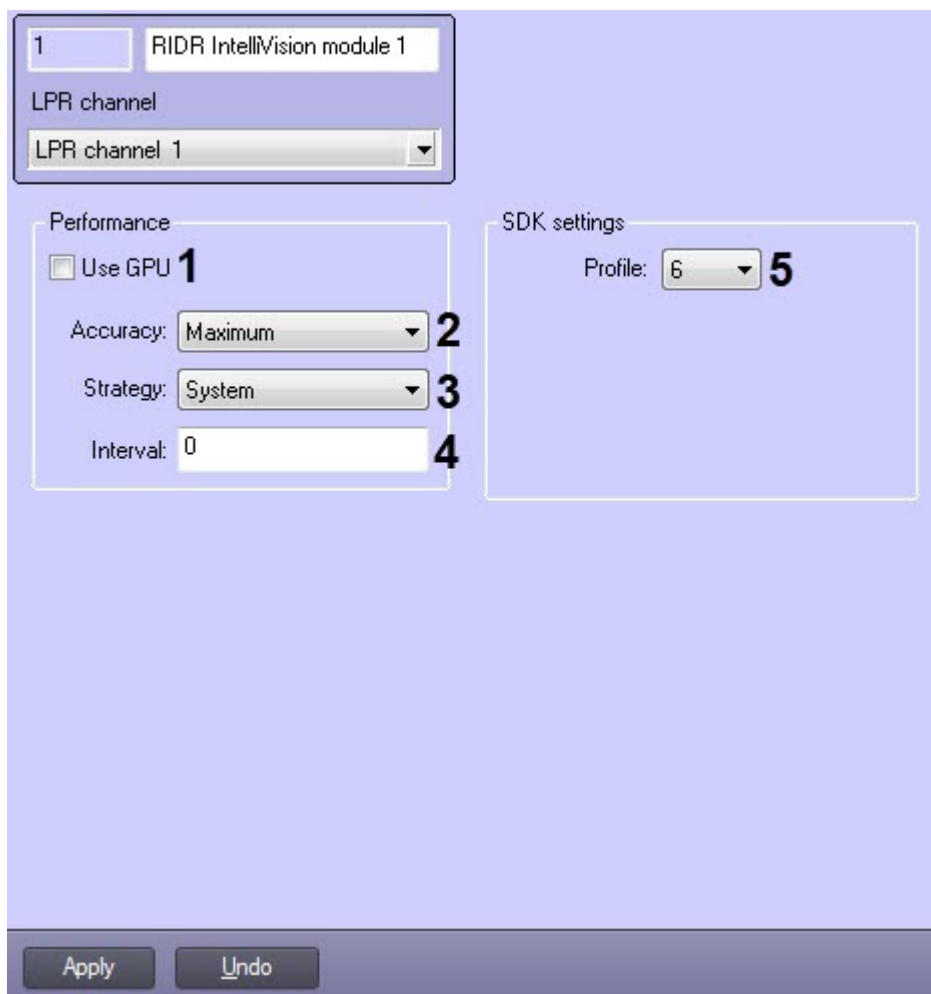 1 RIDR IntelliVision module 1
LPR channel
LPR channel 1
Performance
Use GPU 1
Accuracy: Maximum 2
Strategy: System 3
Interval: 0 4
SDK settings
Profile: 6 5
Apply Undo